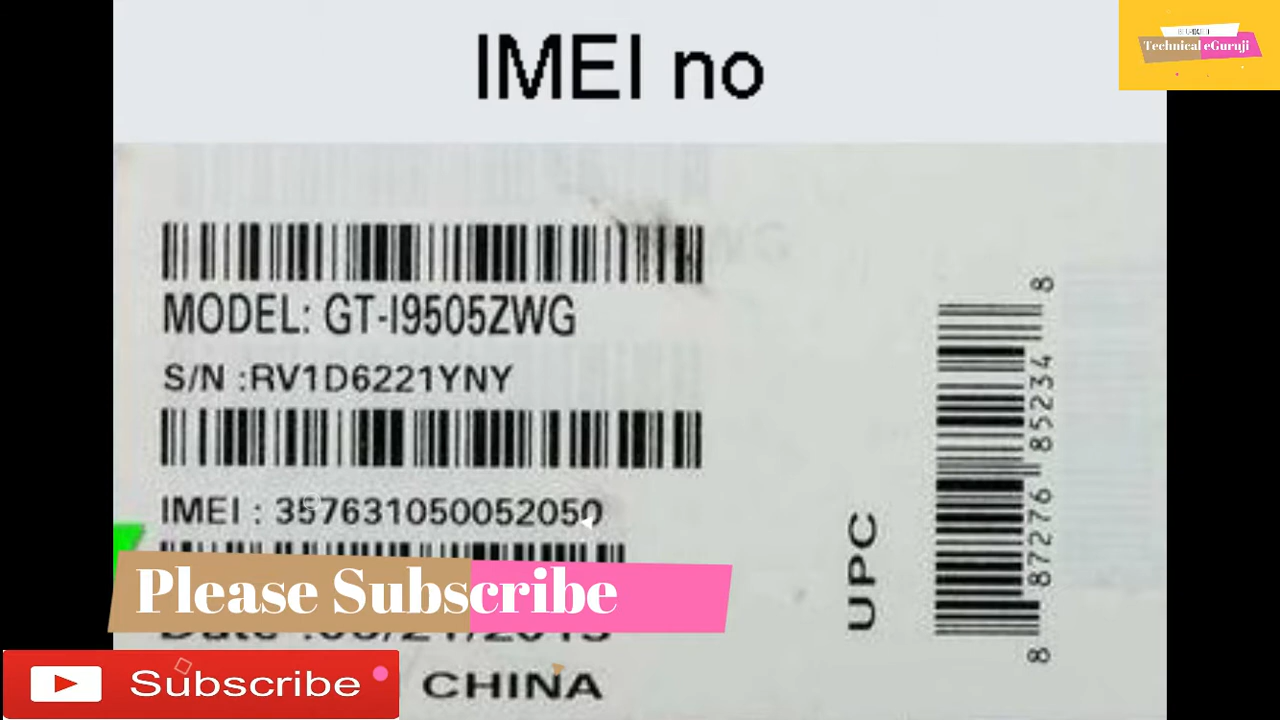 IMEI no
Technical eGuruji
MODEL: GT-I9505ZWG
S/N :RV1D6221YNY
IMEI : 357631050052050
Please Subscribe
Subscribe
CHINA
UPC
8 87276 85234 8